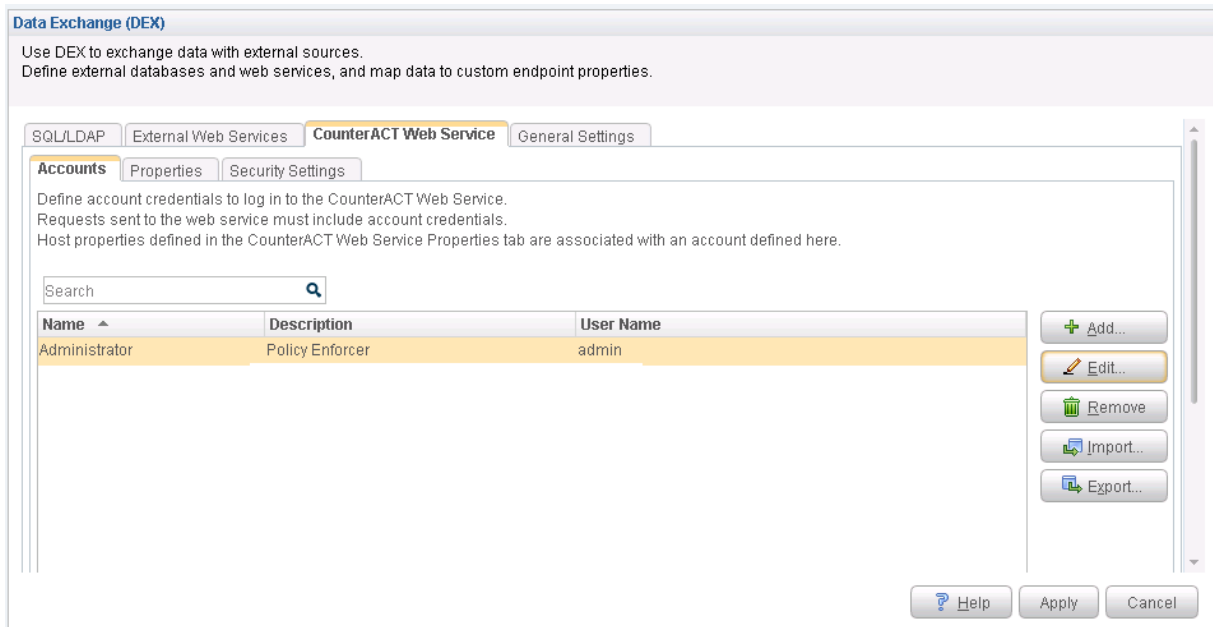 Data Exchange (DEX)
Use DEX to exchange data with external sources.
Define external databases and web services, and map data to custom endpoint properties.
SQL/LDAP External Web Services CounterACT Web Service General Settings
Accounts Properties Security Settings
Define account credentials to log in to the CounterACT Web Service.
Requests sent to the web service must include account credentials.
Host properties defined in the CounterACT Web Service Properties tab are associated with an account defined here.
Search
Name Description User Name
Administrator Policy Enforcer admin
Add...
Edit...
Remove
Import...
Export...
Help Apply Cancel